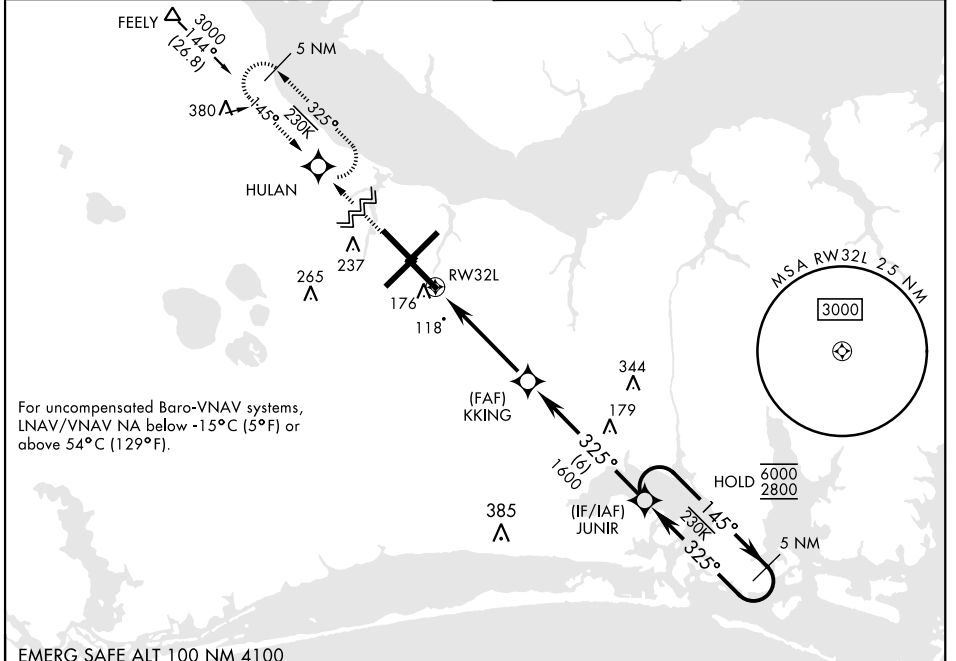 FEELY
3000
144°
(26.8)
5 NM
380
145°
325°
230K
HULAN
237
265
176
RW32L
118
MSA RW32L 25 NM
3000
For uncompensated Baro-VNAV systems,
LNAV/VNAV NA below -15°C (5°F) or
above 54°C (129°F).
(FAF)
KKING
344
179
325°
(6)
1600
HOLD
6000
2800
(IF/IAF)
JUNIR
145°
230K
325°
5 NM
385
EMERG SAFE ALT 100 NM 4100